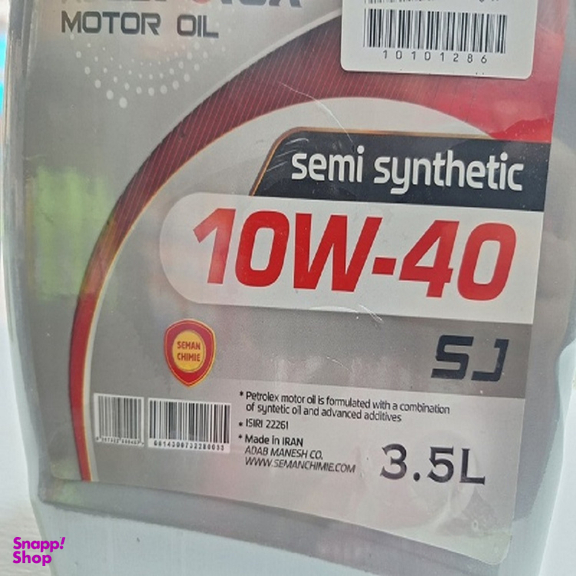 MOTOR OIL
10101286
semi synthetic
10W-40
SJ
SEMAN
CHIMIE
* Petrolex motor oil is formulated with a combination
of syntetic oil and advanced additives
* ISIRI 22261
* Made in IRAN
ADAB MANESH CO.
WWW.SEMANCHIMIE.COM
3.5L
Snapp!
Shop